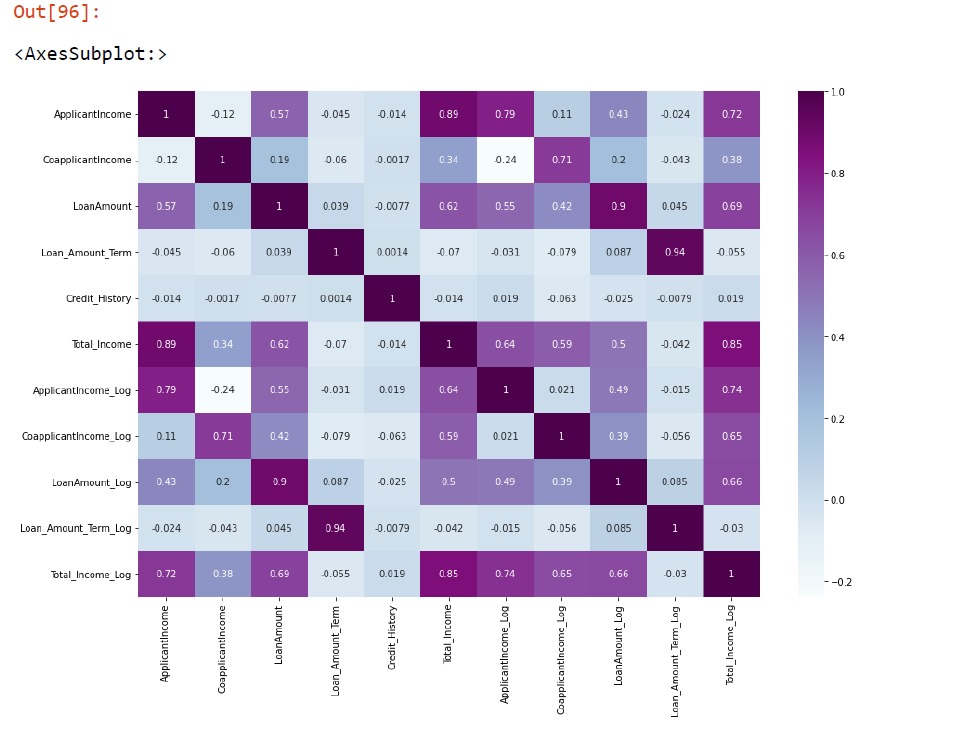 Out[96]:
<AxesSubplot:>
ApplicantIncome 1 -0.12 0.57 -0.045 -0.014 0.89 0.79 0.11 0.43 -0.024 0.72
CoapplicantIncome -0.12 1 0.19 -0.06 -0.0017 0.34 -0.24 0.71 0.2 -0.043 0.38
LoanAmount 0.57 0.19 1 0.039 -0.0077 0.62 0.55 0.42 0.9 0.045 0.69
Loan_Amount_Term -0.045 -0.06 0.039 1 0.0014 -0.07 -0.031 -0.079 0.087 0.94 -0.055
Credit_History -0.014 -0.0017 -0.0077 0.0014 1 -0.014 0.019 -0.063 -0.025 -0.0079 0.019
Total_Income 0.89 0.34 0.62 -0.07 -0.014 1 0.64 0.59 0.5 -0.042 0.85
ApplicantIncome_Log 0.79 -0.24 0.55 -0.031 0.019 0.64 1 0.021 0.49 -0.015 0.74
CoapplicantIncome_Log 0.11 0.71 0.42 -0.079 -0.063 0.59 0.021 1 0.39 -0.056 0.65
LoanAmount_Log 0.43 0.2 0.9 0.087 -0.025 0.5 0.49 0.39 1 0.085 0.66
Loan_Amount_Term_Log -0.024 -0.043 0.045 0.94 -0.0079 -0.042 -0.015 -0.056 0.085 1 -0.03
Total_Income_Log 0.72 0.38 0.69 -0.055 0.019 0.85 0.74 0.65 0.66 -0.03 1
ApplicantIncome
CoapplicantIncome
LoanAmount
Loan_Amount_Term
Credit_History
Total_Income
ApplicantIncome_Log
CoapplicantIncome_Log
LoanAmount_Log
Loan_Amount_Term_Log
Total_Income_Log
1.0
0.8
0.6
0.4
0.2
0.0
−0.2